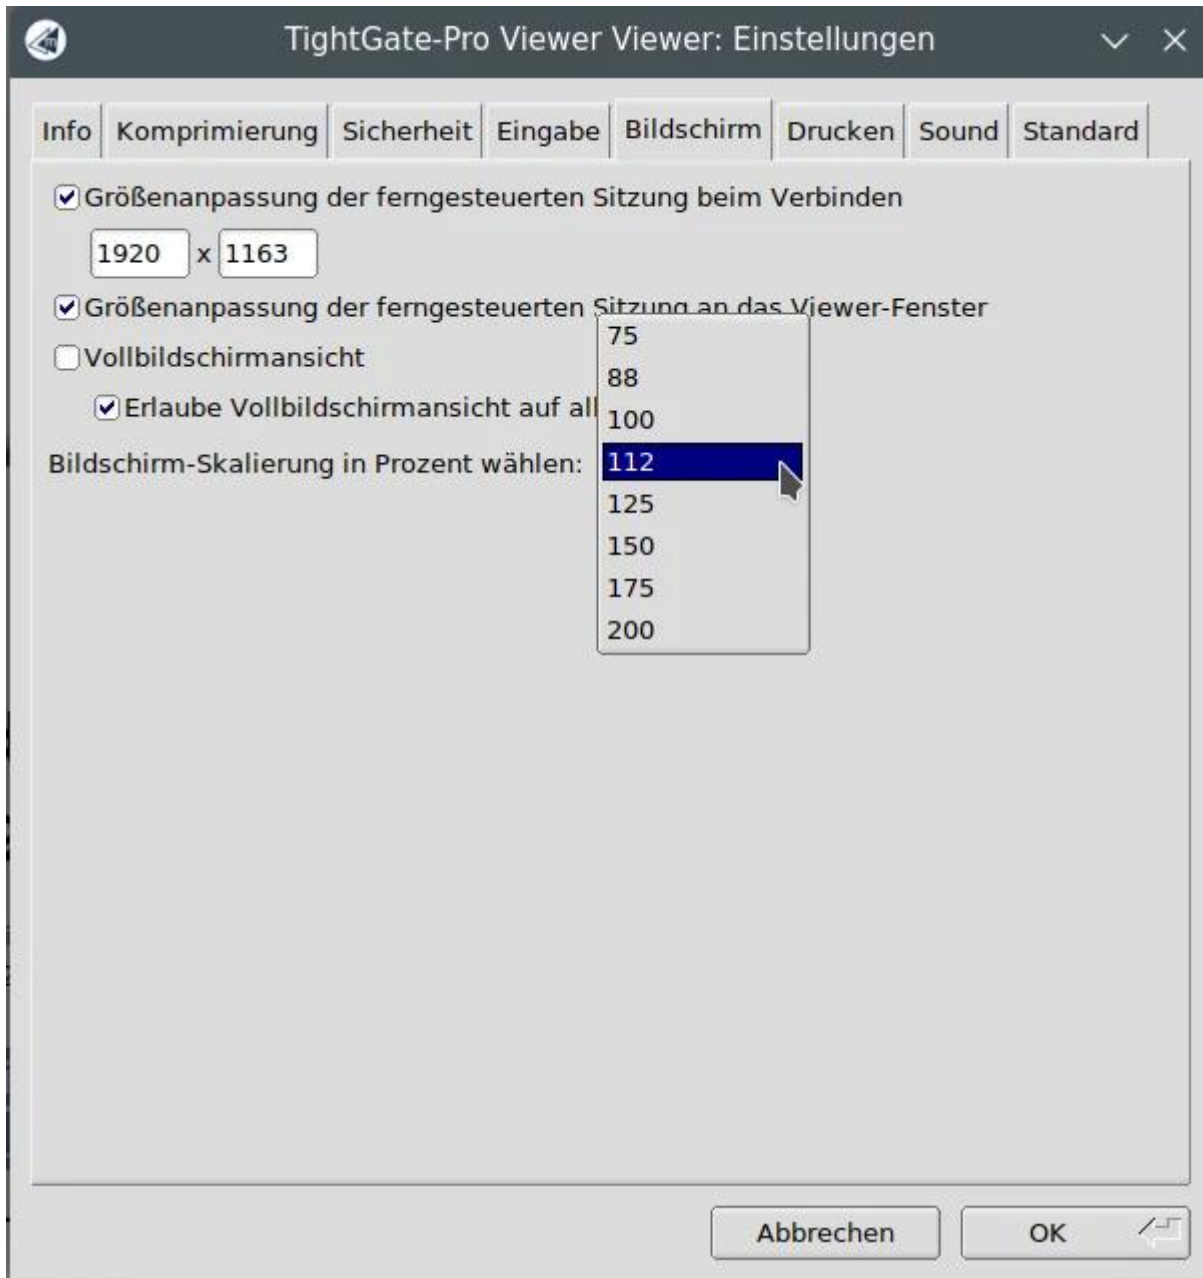 TightGate-Pro Viewer Viewer: Einstellungen
Info Komprimierung Sicherheit Eingabe Bildschirm Drucken Sound Standard
Größenanpassung der ferngesteuerten Sitzung beim Verbinden
1920 x 1163
Größenanpassung der ferngesteuerten Sitzung an das Viewer-Fenster
Vollbildschirmansicht
Erlaube Vollbildschirmansicht auf
Bildschirm-Skalierung in Prozent wählen:
75
88
100
112
125
150
175
200
Abbrechen OK